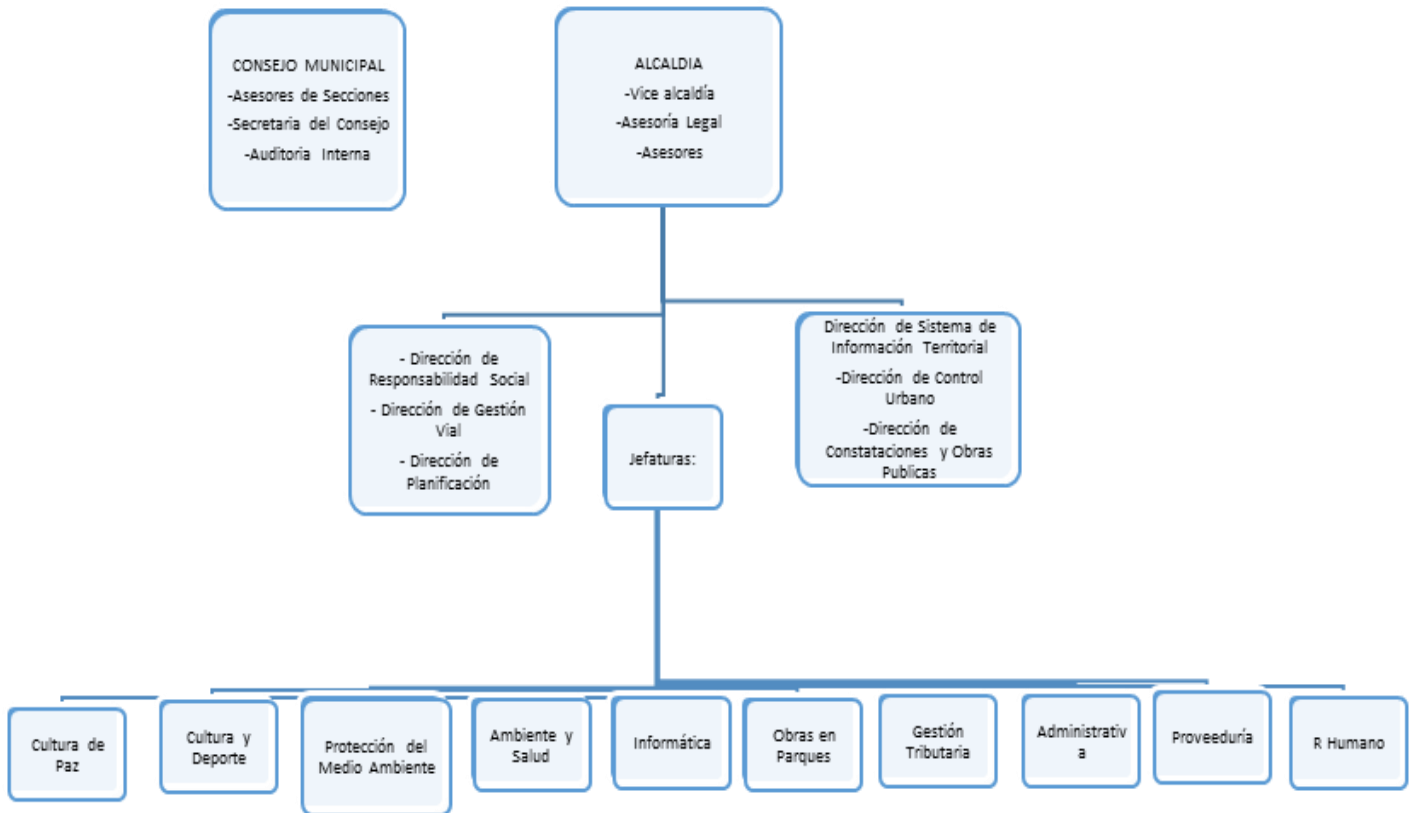 CONSEJO MUNICIPAL
-Asesores de Secciones
-Secretaria del Consejo
-Auditoria Interna
ALCALDIA
-Vice alcaldía
-Asesoría Legal
-Asesores
- Dirección de
Responsabilidad Social
- Dirección de Gestión
Vial
- Dirección de
Planificación
Jefaturas:
Dirección de Sistema de
Información Territorial
-Dirección de Control
Urbano
-Dirección de
Constataciones y Obras
Publicas
Cultura de
Paz
Cultura y
Deporte
Protección del
Medio Ambiente
Ambiente y
Salud
Informática
Obras en
Parques
Gestión
Tributaria
Administrativ
a
Proveeduría
R Humano